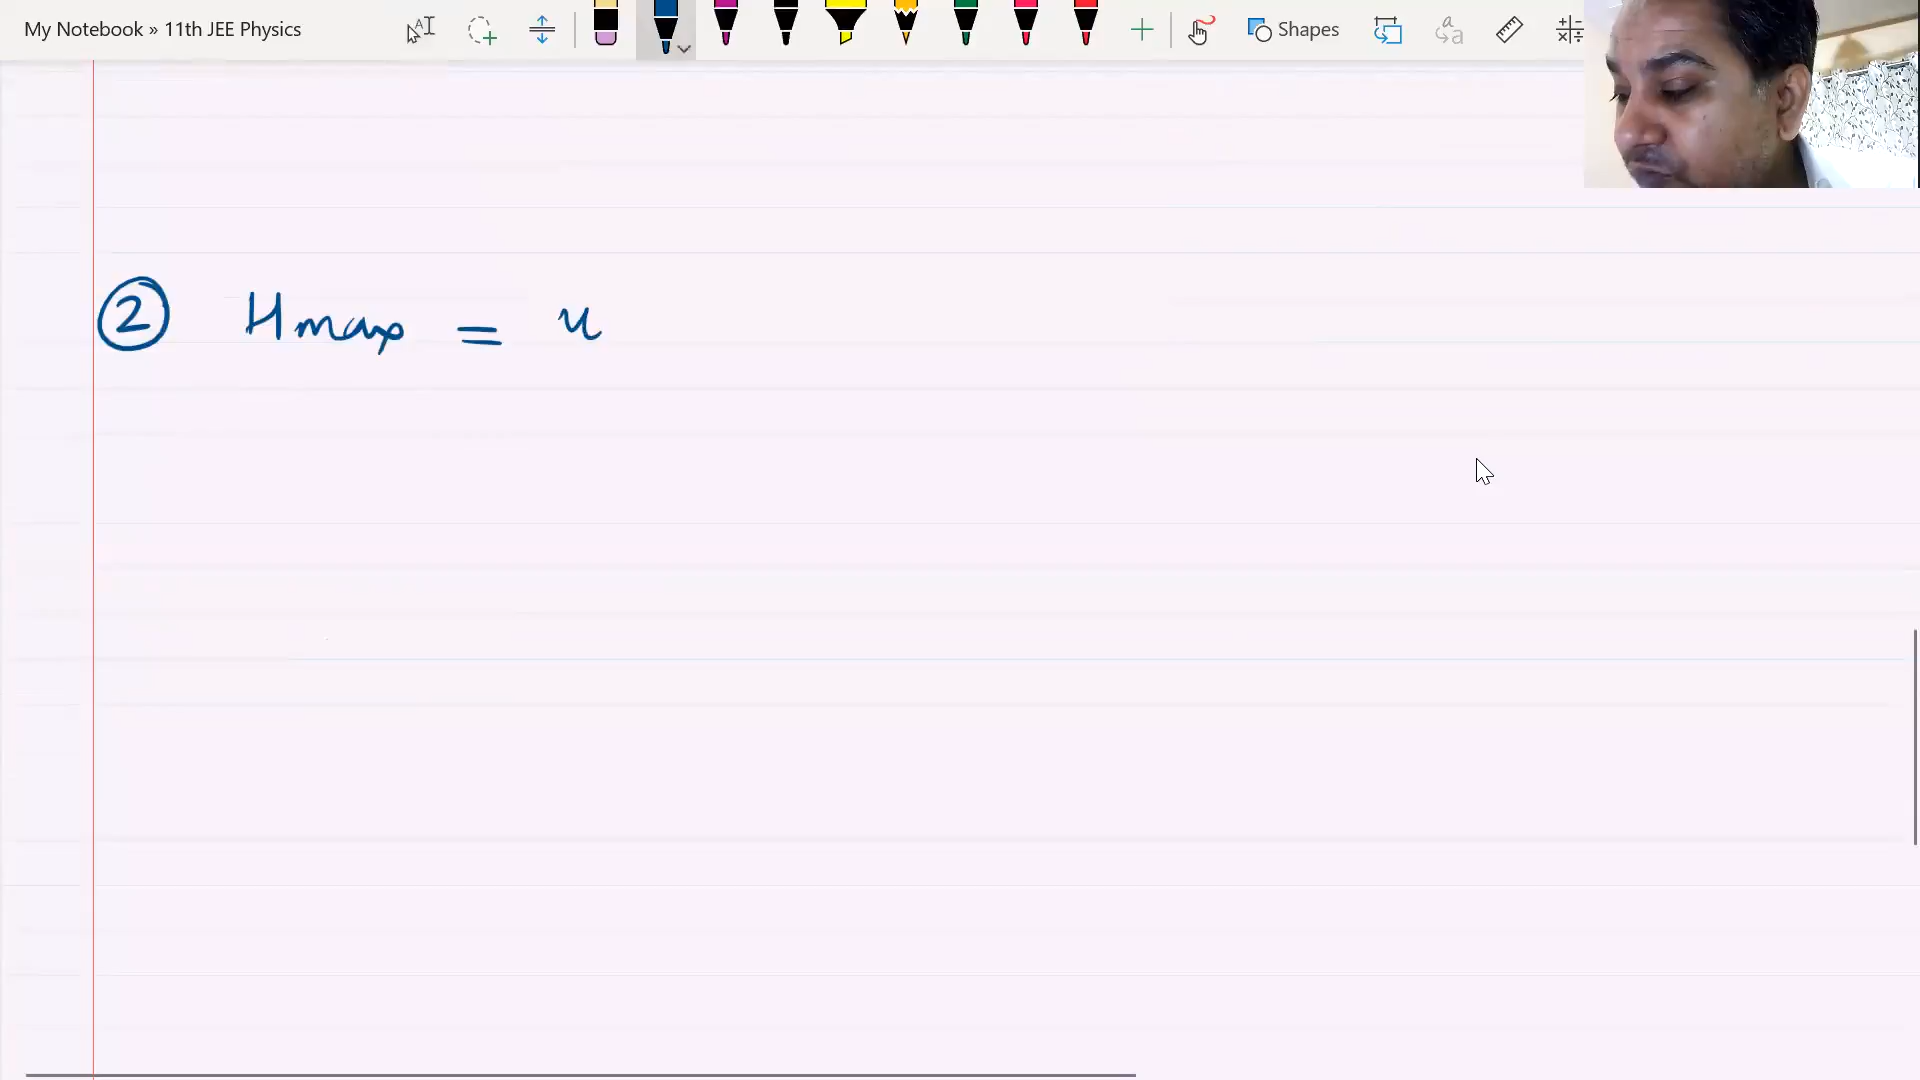 My Notebook » 11th JEE Physics
Shapes
② Hmax = u